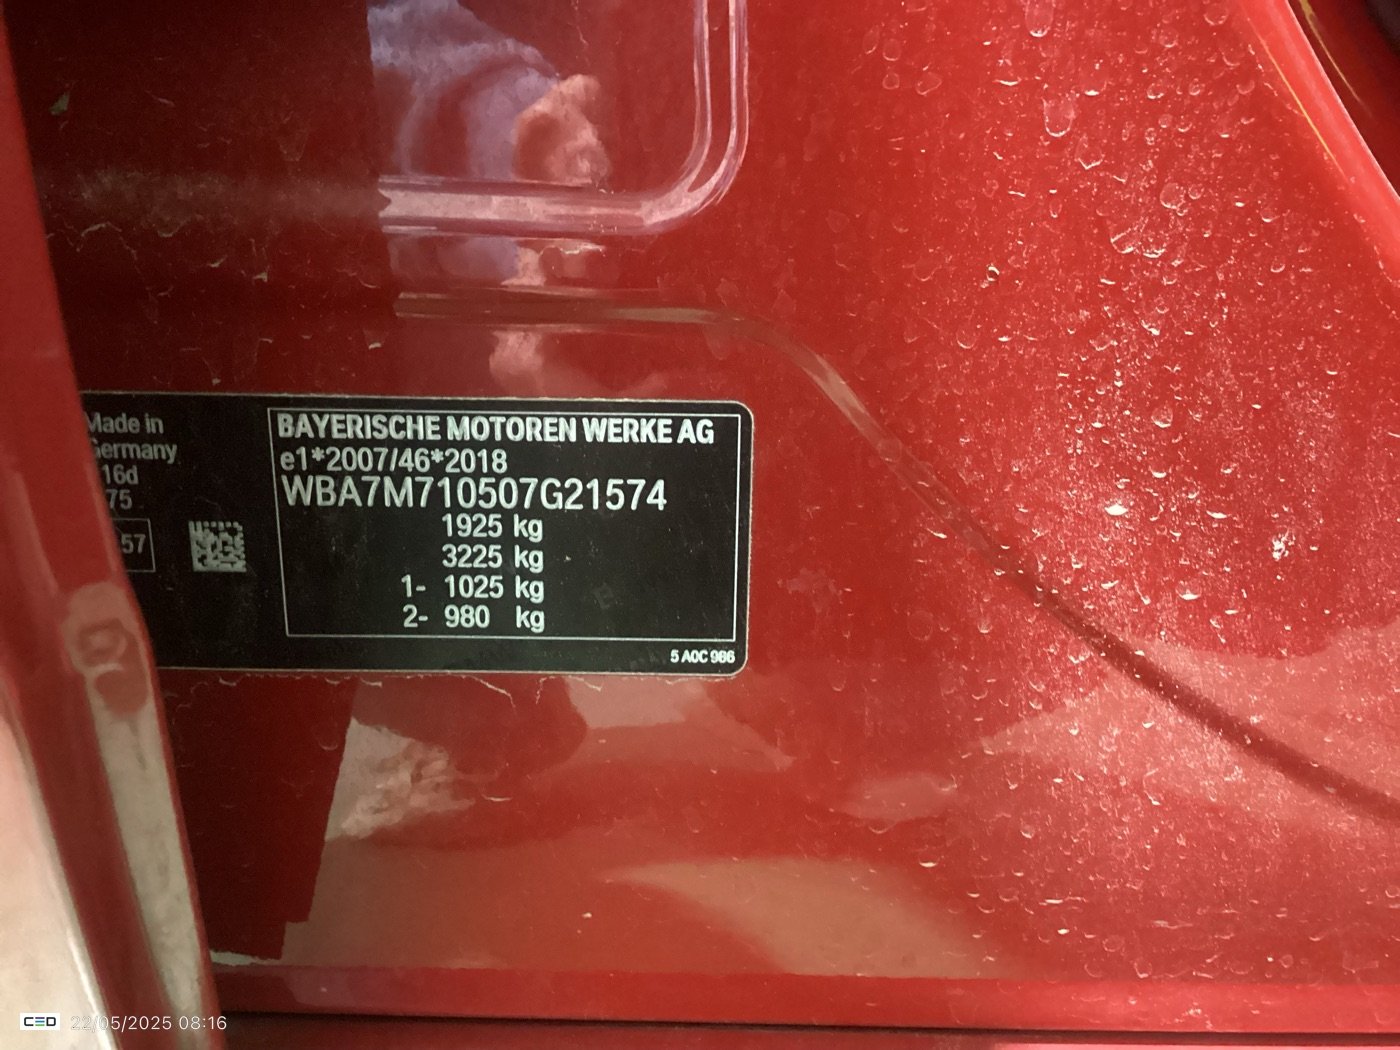 Made in
Germany
16d
75
57
BAYERISCHE MOTOREN WERKE AG
e1*2007/46*2018
WBA7M710507G21574
1925 kg
3225 kg
1- 1025 kg
2- 980 kg
5 A0C 986
CED 22/05/2025 08:16